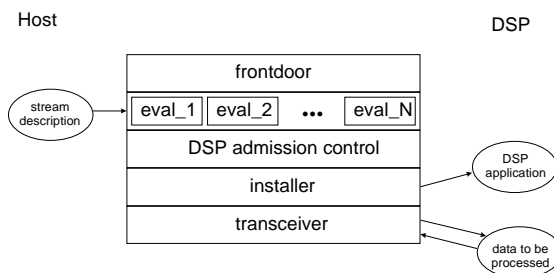 Host
DSP
frontdoor
stream
description
eval_1 eval_2 ... eval_N
DSP admission control
installer
DSP
application
transceiver
data to be
processed